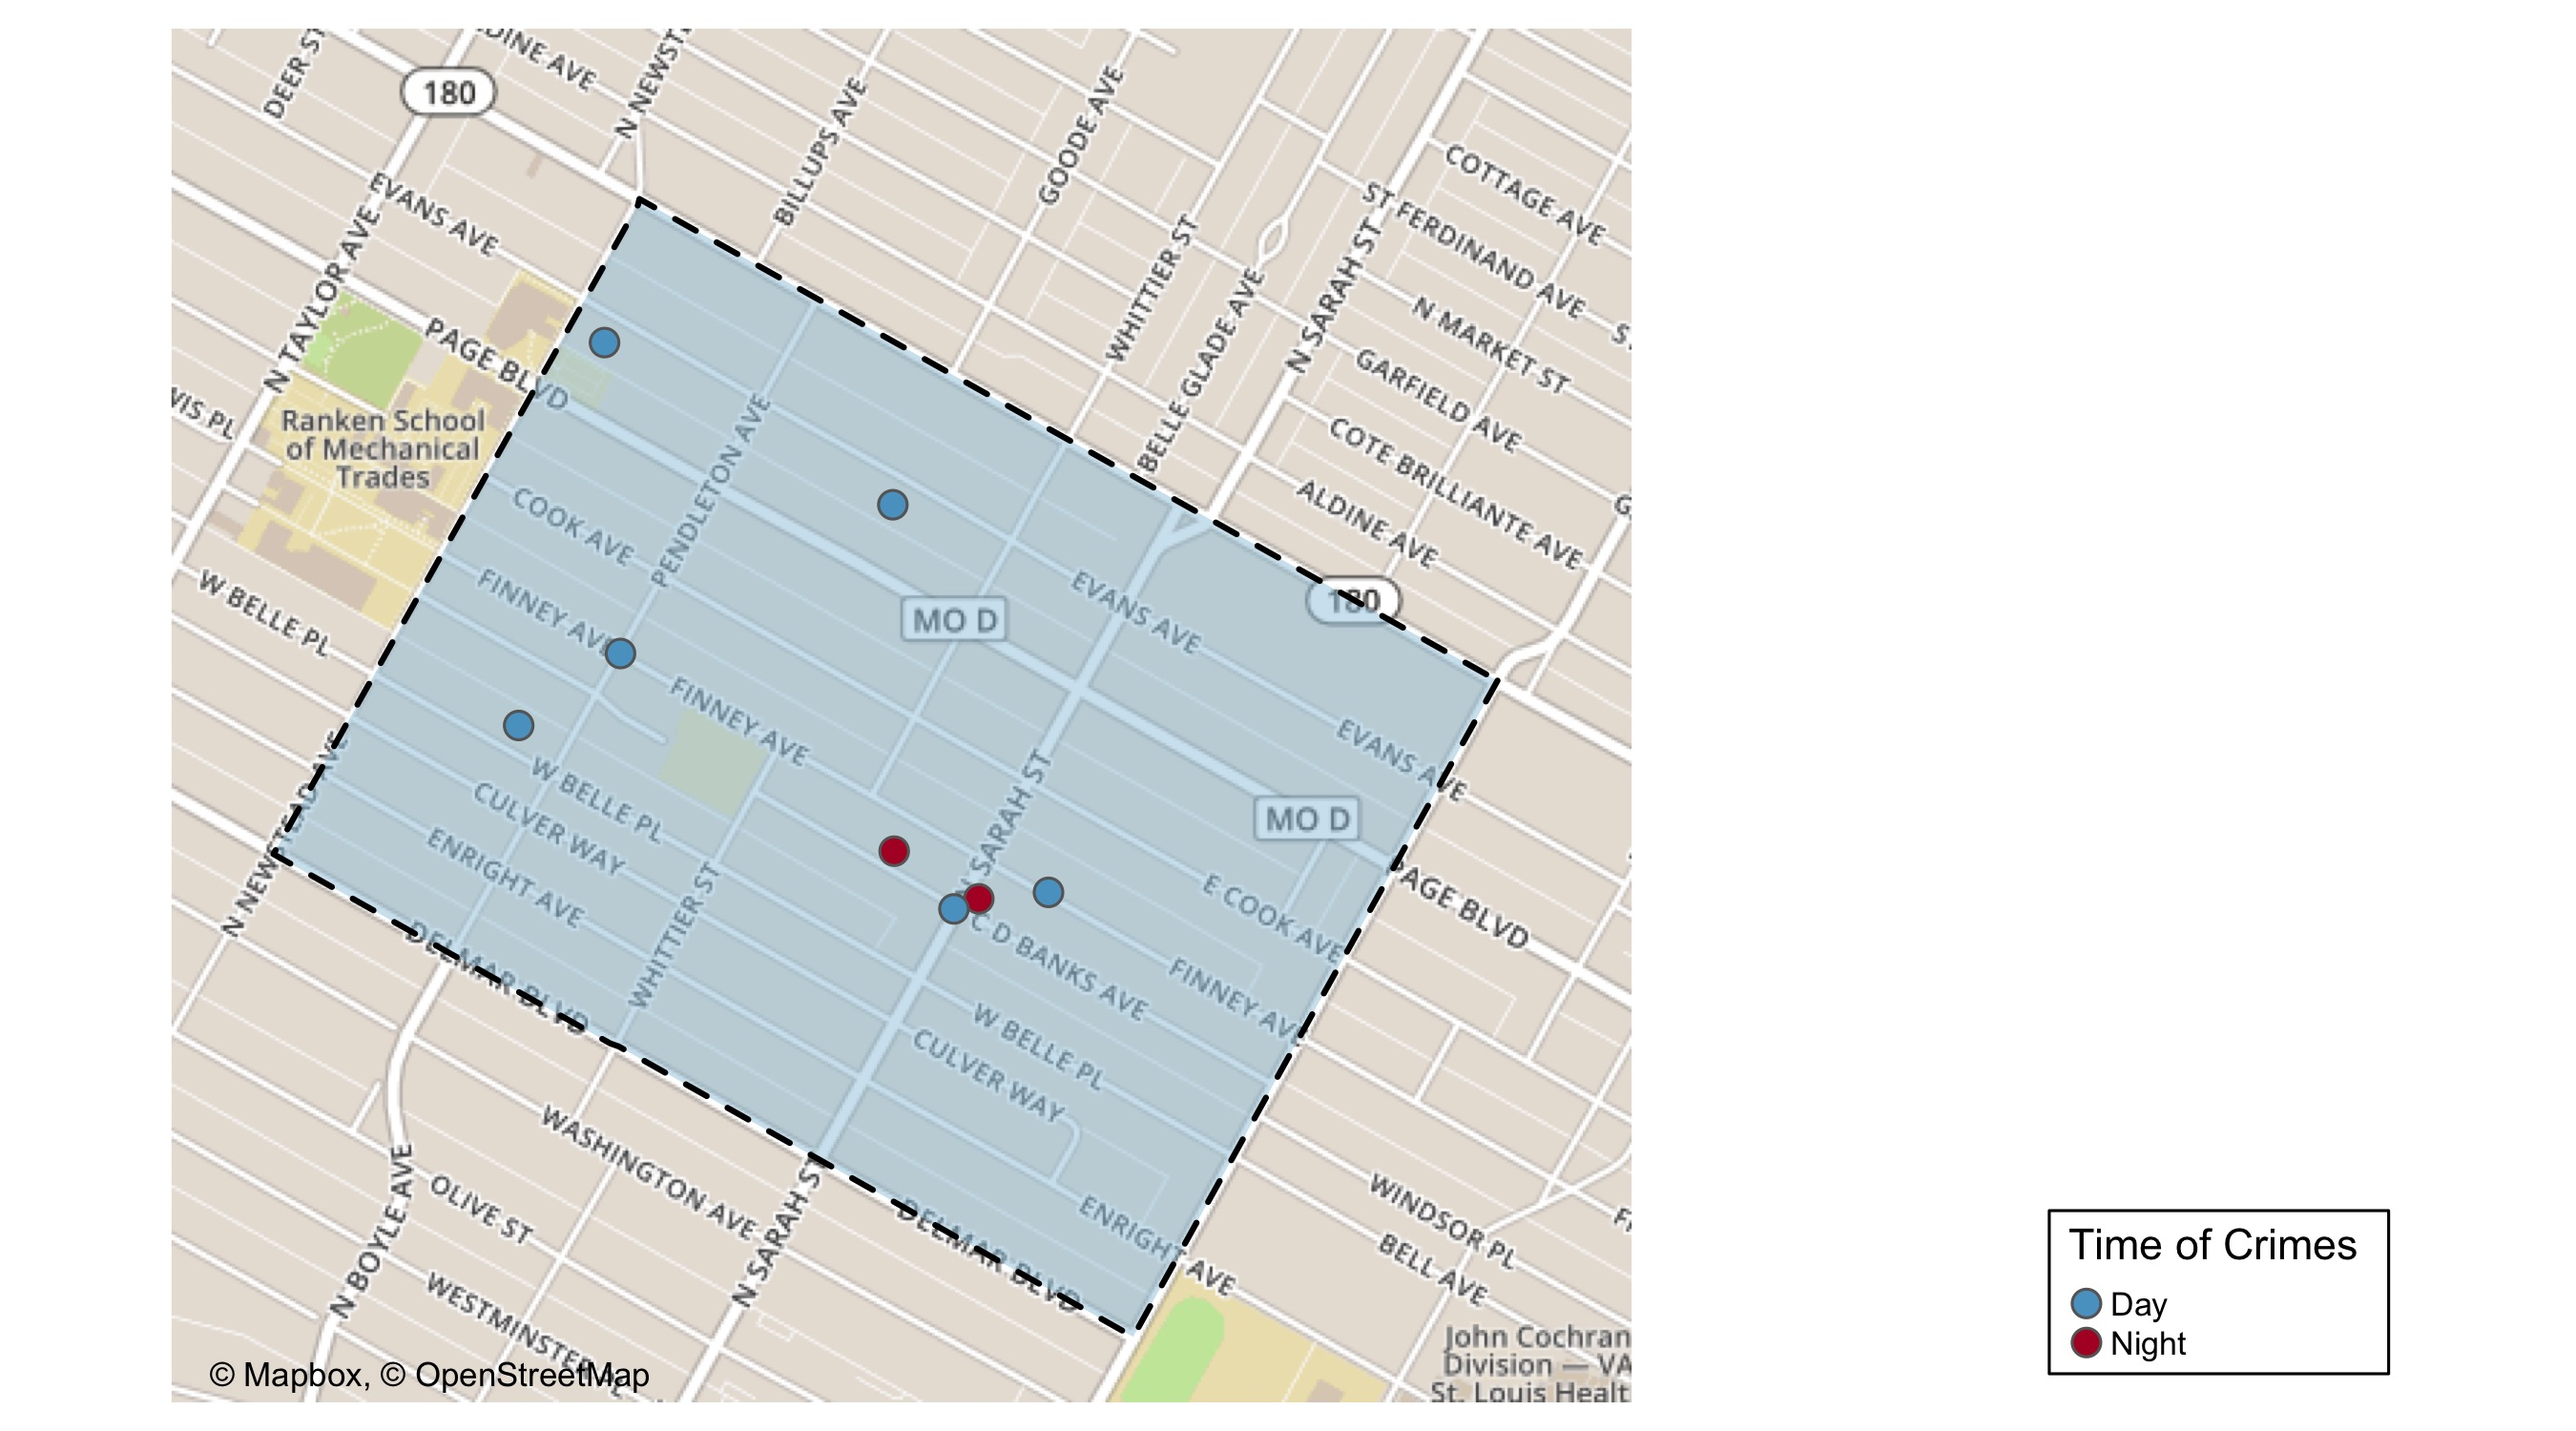 DEER ST
DINE AVE
180
N NEWST
BILLUPS AVE
GOODE AVE
COTTAGE AVE
EVANS AVE
ST FERDINAND AVE
WHITTIER ST
N TAYLOR AVE
BELLE GLADE AVE
N SARAH ST
N MARKET ST
S
PAGE BLVD
GARFIELD AVE
VIS PL
Ranken School
of Mechanical
Trades
PENDLETON AVE
COTE BRILLIANTE AVE
COOK AVE
ALDINE AVE
G
W BELLE PL
FINNEY AVE
MO D
EVANS AVE
180
FINNEY AVE
EVANS AVE
N NEWSTEAD AVE
W BELLE PL
CULVER WAY
N SARAH ST
MO D
ENRIGHT AVE
WHITTIER ST
E COOK AVE
PAGE BLVD
C D BANKS AVE
FINNEY AVE
DELMAR BLVD
W BELLE PL
CULVER WAY
WASHINGTON AVE
N SARAH ST
N BOYLE AVE
OLIVE ST
DELMAR BLVD
ENRIGHT AVE
WINDSOR PL
BELL AVE
WESTMINSTER PL
John Cochran
Division — VA
St. Louis Healt
© Mapbox, © OpenStreetMap
Time of Crimes
Day
Night